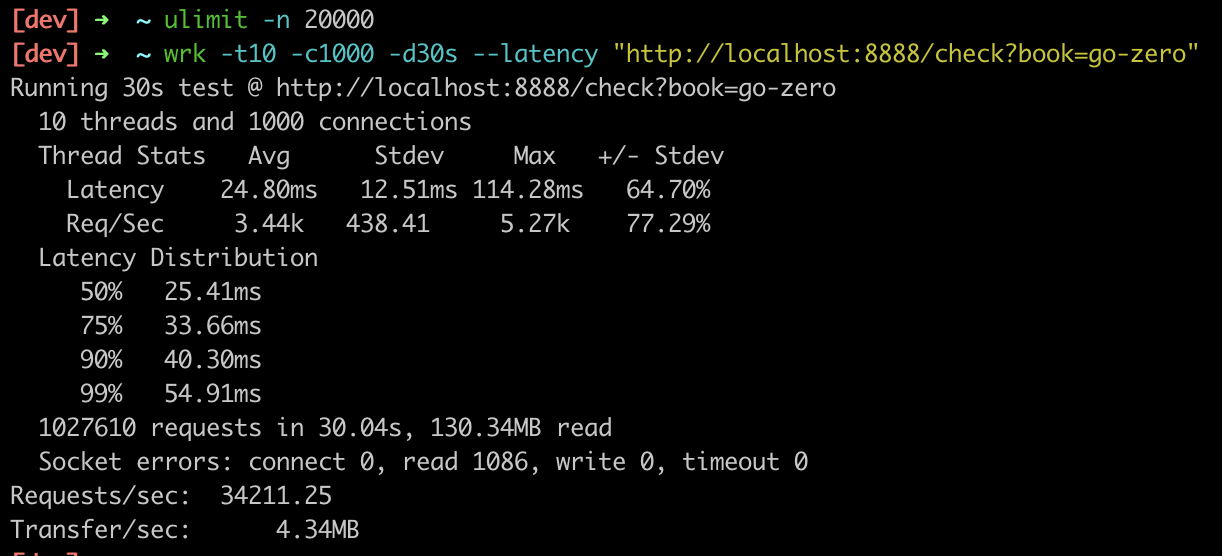 [dev] ➜  ~ ulimit -n 20000
[dev] ➜  ~ wrk -t10 -c1000 -d30s --latency "http://localhost:8888/check?book=go-zero"
Running 30s test @ http://localhost:8888/check?book=go-zero
  10 threads and 1000 connections
  Thread Stats   Avg      Stdev     Max   +/- Stdev
    Latency    24.80ms   12.51ms 114.28ms   64.70%
    Req/Sec     3.44k   438.41     5.27k    77.29%
  Latency Distribution
     50%   25.41ms
     75%   33.66ms
     90%   40.30ms
     99%   54.91ms
  1027610 requests in 30.04s, 130.34MB read
  Socket errors: connect 0, read 1086, write 0, timeout 0
Requests/sec:  34211.25
Transfer/sec:      4.34MB